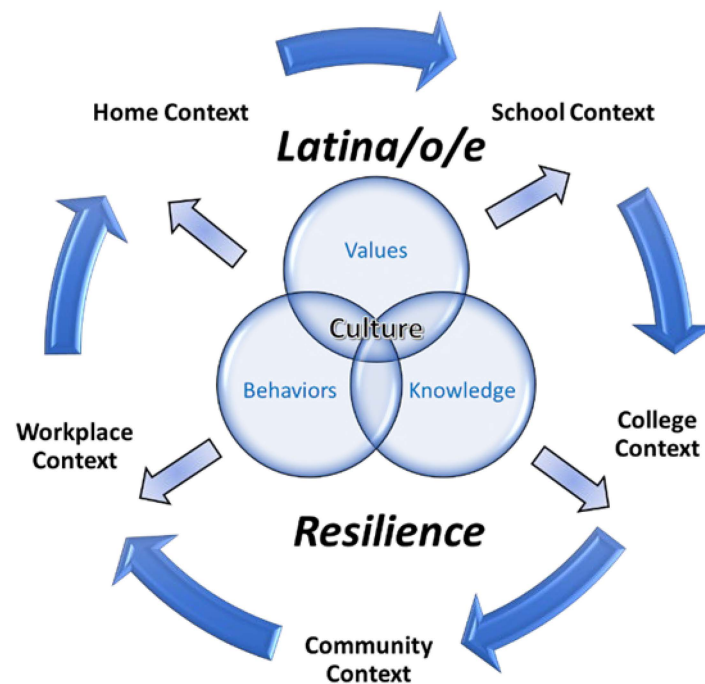 Home Context
School Context
Latina/o/e
Values
Culture
Behaviors
Knowledge
Workplace
Context
College
Context
Resilience
Community
Context